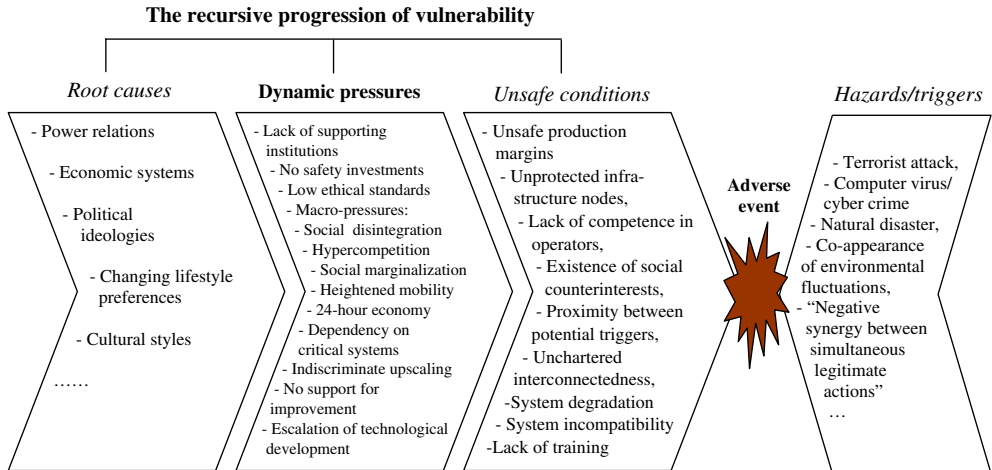 The recursive progression of vulnerability
Root causes
- Power relations
- Economic systems
- Political
ideologies
- Changing lifestyle
preferences
- Cultural styles
……
Dynamic pressures
- Lack of supporting
institutions
- No safety investments
- Low ethical standards
- Macro-pressures:
- Social disintegration
- Hypercompetition
- Social marginalization
- Heightened mobility
- 24-hour economy
- Dependency on
critical systems
- Indiscriminate upscaling
- No support for
improvement
- Escalation of technological
development
Unsafe conditions
- Unsafe production
margins
- Unprotected infra-
structure nodes,
- Lack of competence in
operators,
- Existence of social
counterinterests,
- Proximity between
potential triggers,
- Unchartered
interconnectedness,
-System degradation
- System incompatibility
-Lack of training
Adverse
event
Hazards/triggers
- Terrorist attack,
- Computer virus/
cyber crime
- Natural disaster,
- Co-appearance
of environmental
fluctuations,
- “Negative
synergy between
simultaneous
legitimate
actions”
…